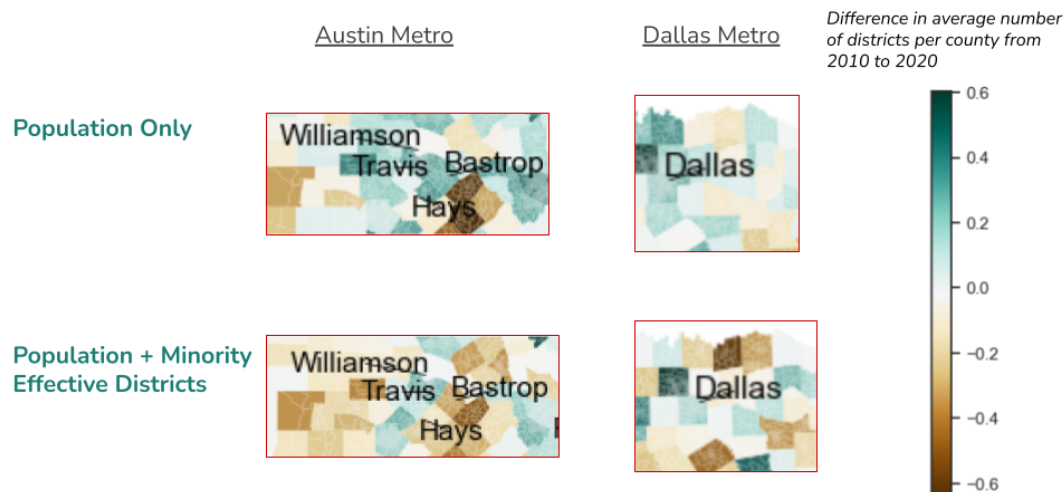 Austin Metro
Dallas Metro
Difference in average number
of districts per county from
2010 to 2020
Population Only
Williamson
Travis
Bastrop
Hays
Dallas
0.6
0.4
0.2
0.0
−0.2
−0.4
−0.6
Population + Minority
Effective Districts
Williamson
Travis
Bastrop
Hays
Dallas